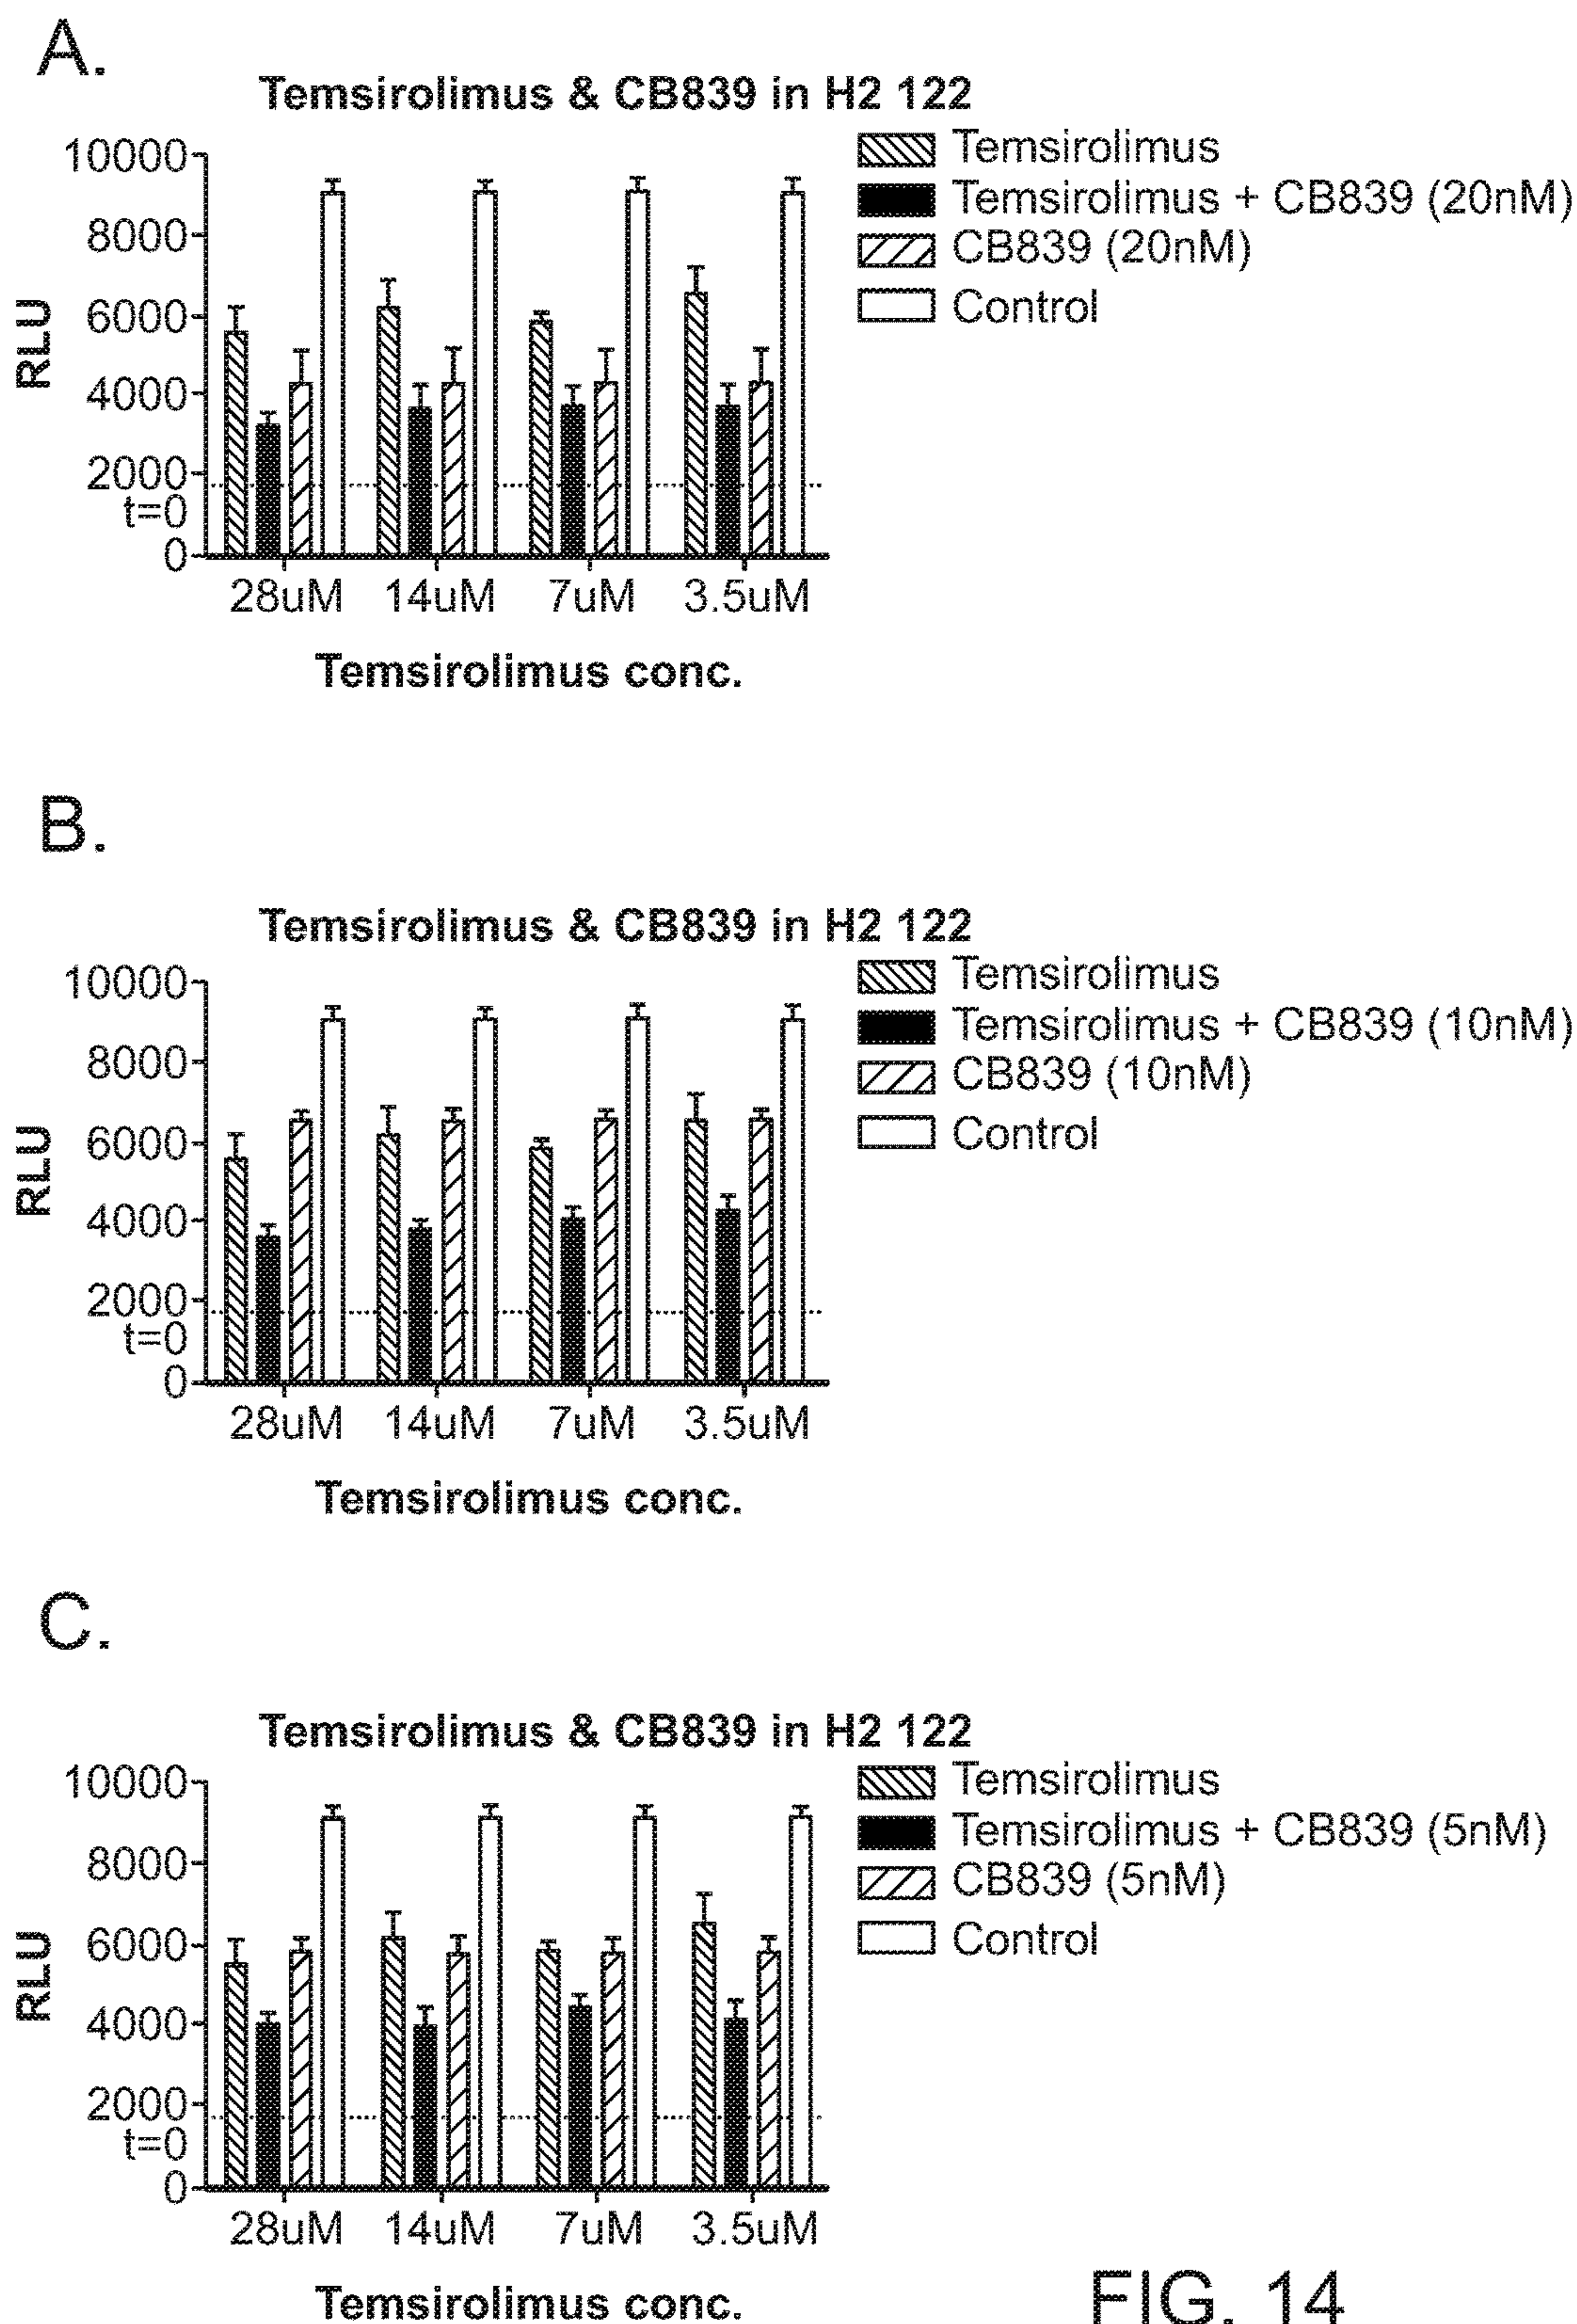 A.
Temsirolimus & CB839 in H2 122
10000
8000
6000
4000
2000
t=0
0
RLU
28uM 14uM 7uM 3.5uM
Temsirolimus conc.
Temsirolimus
Temsirolimus + CB839 (20nM)
CB839 (20nM)
Control
B.
Temsirolimus & CB839 in H2 122
10000
8000
6000
4000
2000
t=0
0
RLU
28uM 14uM 7uM 3.5uM
Temsirolimus conc.
Temsirolimus
Temsirolimus + CB839 (10nM)
CB839 (10nM)
Control
C.
Temsirolimus & CB839 in H2 122
10000
8000
6000
4000
2000
t=0
0
RLU
28uM 14uM 7uM 3.5uM
Temsirolimus conc.
Temsirolimus
Temsirolimus + CB839 (5nM)
CB839 (5nM)
Control
FIG. 14